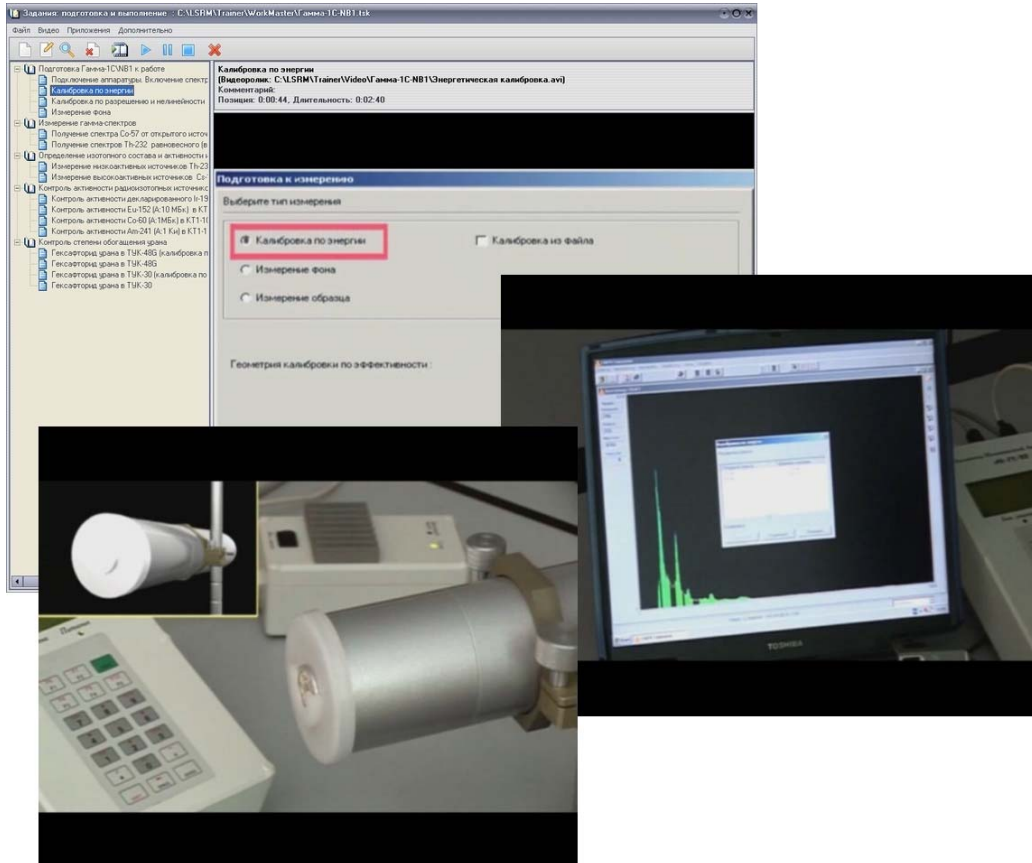 Задания: подготовка и выполнение : C:\LSRM\Trainer\WorkMaster\Гамма-1C-NB1.tsk
Файл Видео Приложения Дополнительно
Подготовка Гамма-1C\NB1 к работе
Подключение аппаратуры. Включение спектр
Калибровка по энергии
Калибровка по разрешению и нелинейности
Измерение фона
Измерение гамма-спектров
Получение спектра Co-57 от открытого источ
Получение спектров Th-232 равновесного (в
Определение изотопного состава и активности и
Измерение низкоактивных источников Th-23
Измерение высокоактивных источников Cs-
Контроль активности радиоизотопных источникс
Контроль активности декларированного Ir-19
Контроль активности Eu-152 (A:10 МБк) в КТ
Контроль активности Co-60 (A:1МБк) в КТ1-10
Контроль активности Am-241 (A:1 Ки) в КТ1-1
Контроль степени обогащения урана
Гексафторид урана в ТУК-48G (калибровка п
Гексафторид урана в ТУК-48G
Гексафторид урана в ТУК-30 (калибровка по
Гексафторид урана в ТУК-30
Калибровка по энергии
(Видеоролик: C:\LSRM\Trainer\Video\Гамма-1C-NB1\Энергетическая калибровка.avi)
Комментарий:
Позиция: 0:00:44, Длительность: 0:02:40
Подготовка к измерению
Выберите тип измерения
Калибровка по энергии
Калибровка из файла
Измерение фона
Измерение образца
Геометрия калибровки по эффективности :
TOSHIBA